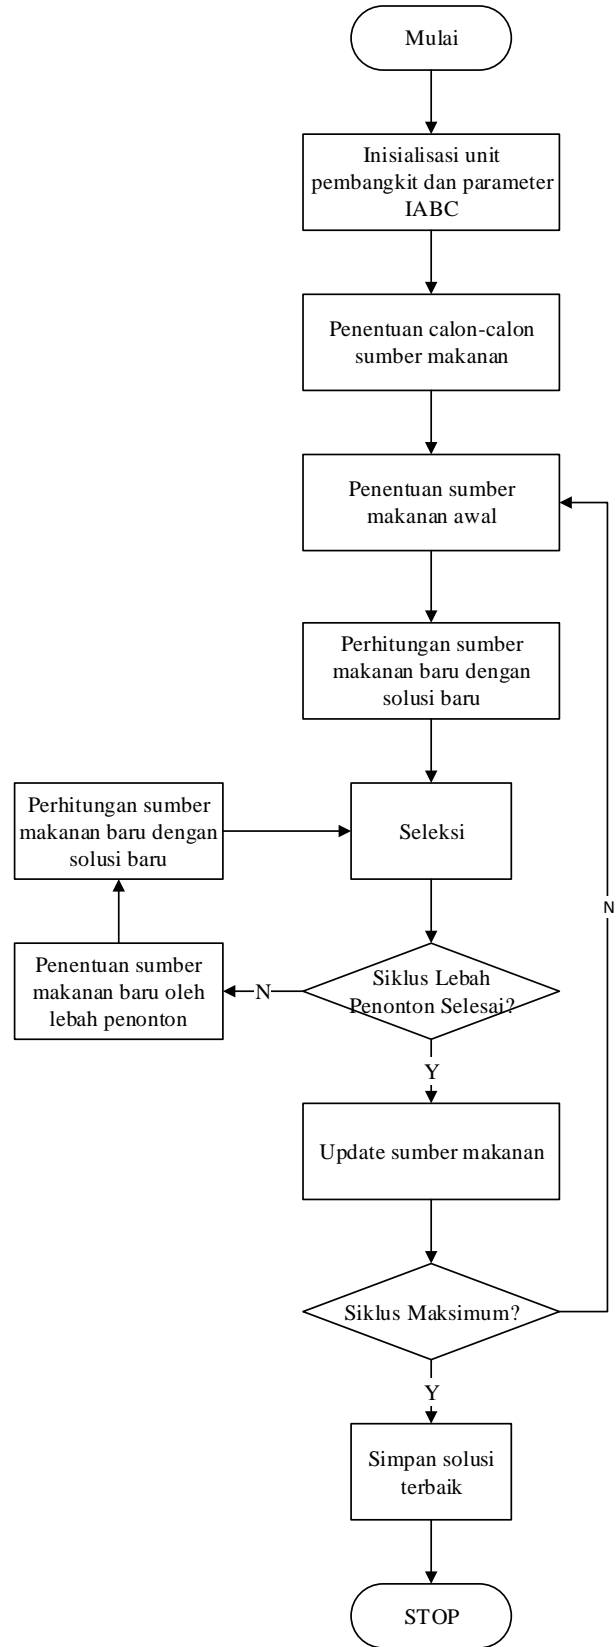 Mulai
Inisialisasi unit
pembangkit dan parameter
IABC
Penentuan calon-calon
sumber makanan
Penentuan sumber
makanan awal
Perhitungan sumber
makanan baru dengan
solusi baru
Perhitungan sumber
makanan baru dengan
solusi baru
Seleksi
N
Penentuan sumber
makanan baru oleh
lebah penonton
N
Siklus Lebah
Penonton Selesai?
Y
Update sumber makanan
Siklus Maksimum?
Y
Simpan solusi
terbaik
STOP